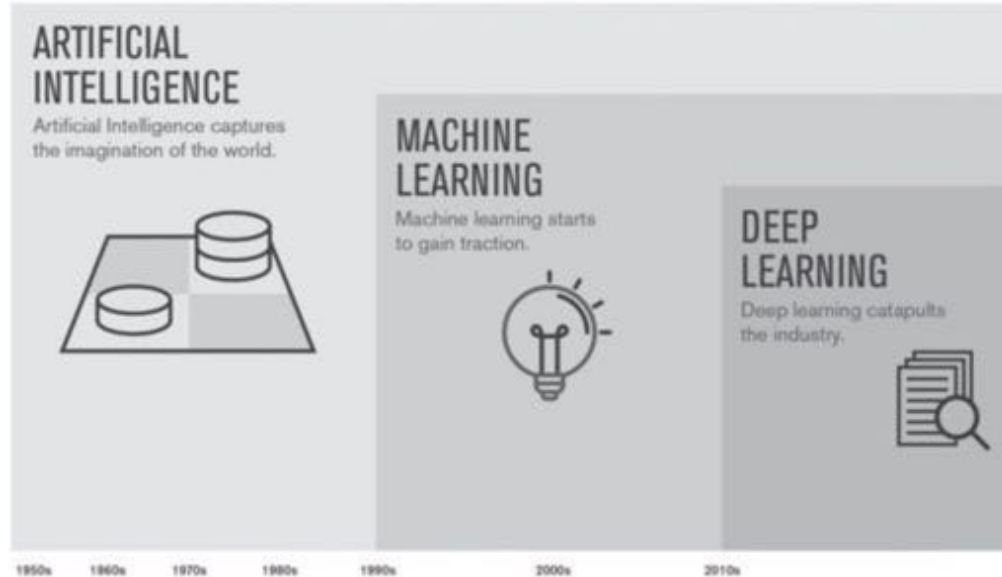 ARTIFICIAL
INTELLIGENCE
Artificial Intelligence captures
the imagination of the world.
MACHINE
LEARNING
Machine learning starts
to gain traction.
DEEP
LEARNING
Deep learning catapults
the industry.
1950s 1960s 1970s 1980s 1990s 2000s 2010s